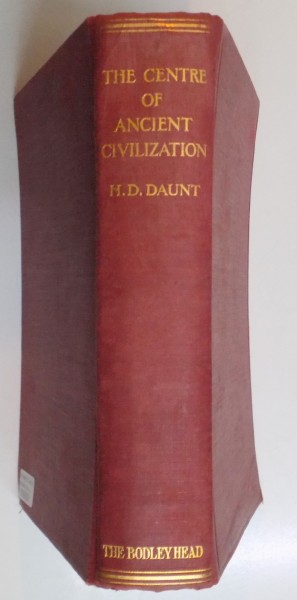 THE CENTRE
OF
ANCIENT
CIVILIZATION
H. D. DAUNT
THE BODLEY HEAD